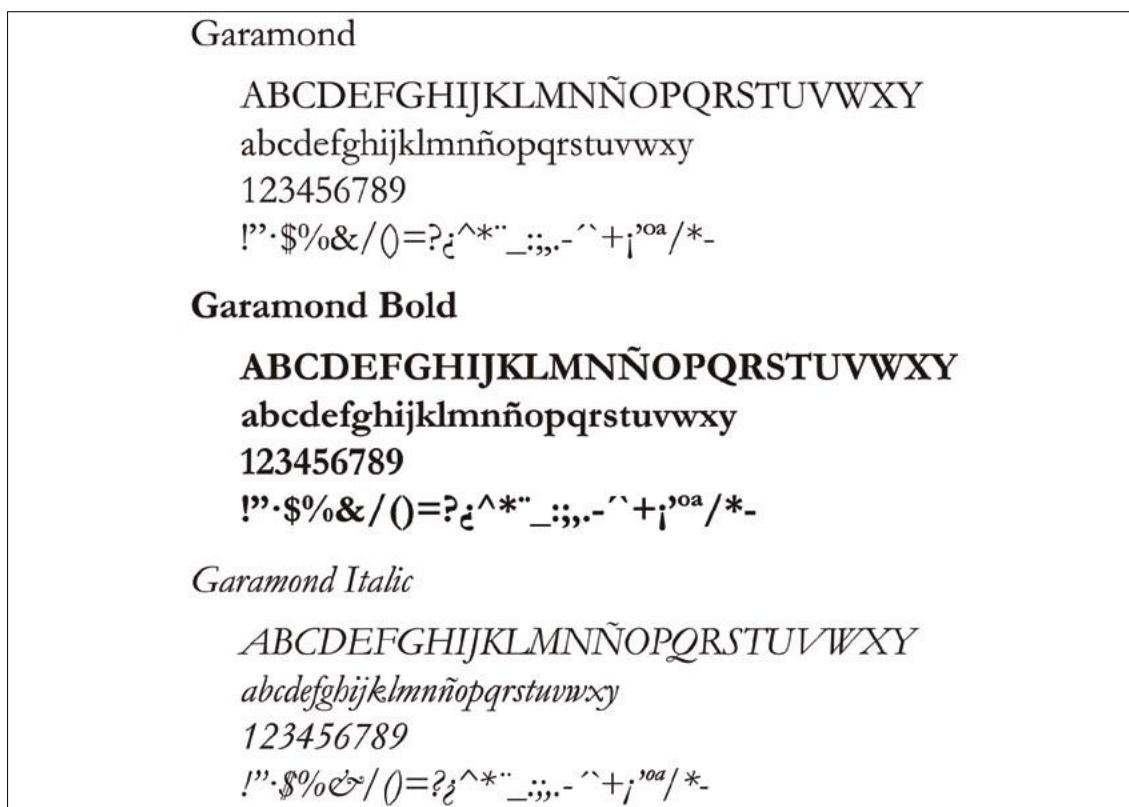 Garamond
ABCDEFGHIJKLMNÑOPQRSTUVWXY
abcdefghijklmnñopqrstuvwxy
123456789
!”·$%&/()=?¿^*¨_:;,.-´`+¡’ºª/*-
Garamond Bold
ABCDEFGHIJKLMNÑOPQRSTUVWXY
abcdefghijklmnñopqrstuvwxy
123456789
!”·$%&/()=?¿^*¨_:;,.-´`+¡’ºª/*-
Garamond Italic
ABCDEFGHIJKLMNÑOPQRSTUVWXY
abcdefghijklmnñopqrstuvwxy
123456789
!”·$%&/()=?¿^*¨_:;,.-´`+¡’ºª/*-